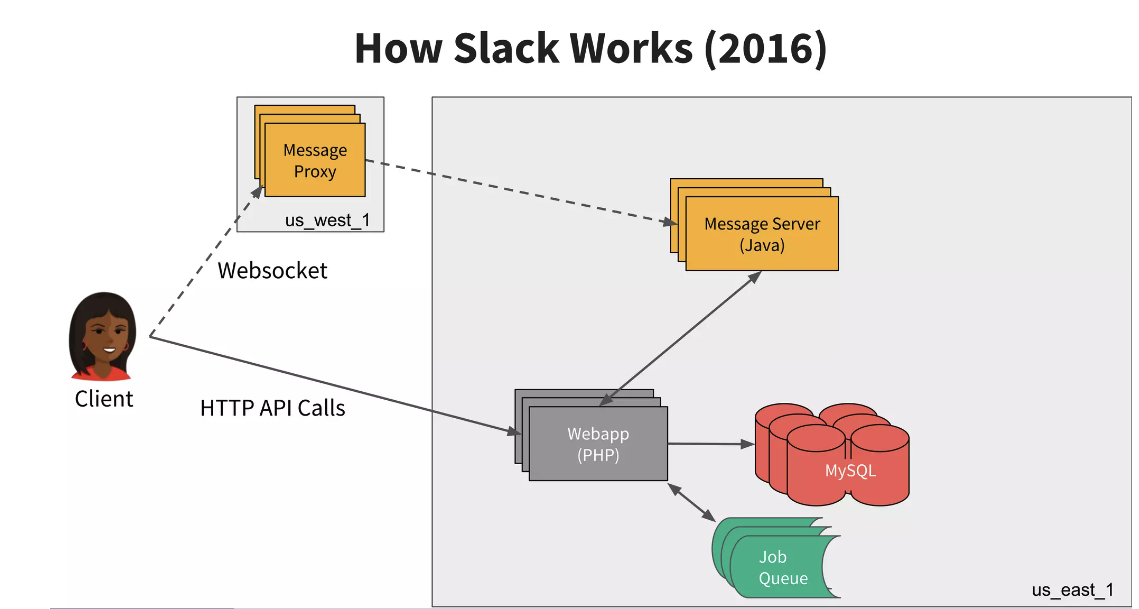 How Slack Works (2016)
Message
Proxy
us_west_1
Websocket
Message Server
(Java)
Client
HTTP API Calls
Webapp
(PHP)
MySQL
Job
Queue
us_east_1